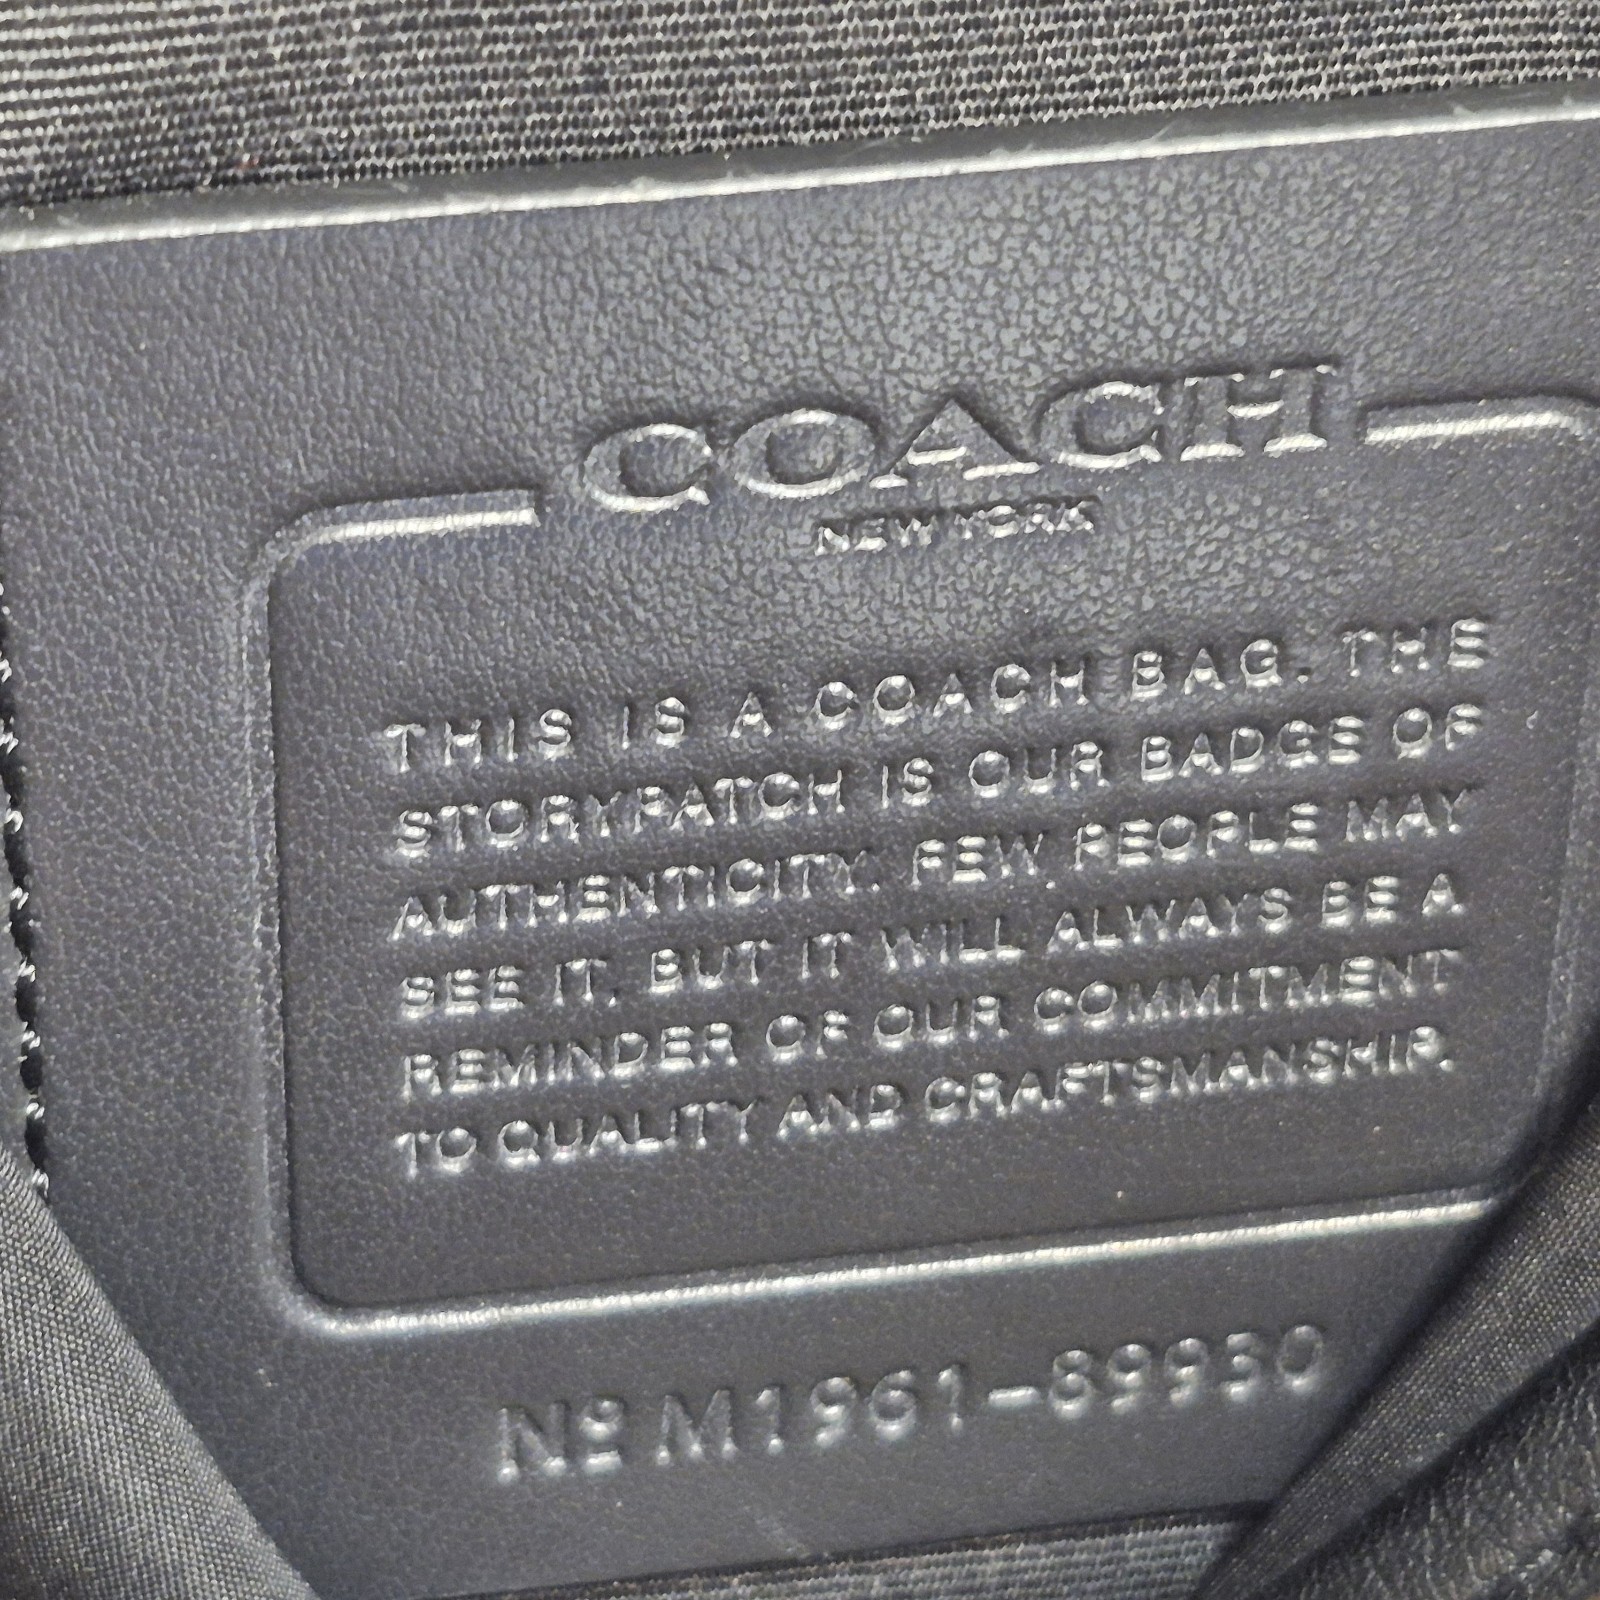 COACH
NEW YORK
THIS IS A COACH BAG. THE
STORYPATCH IS OUR BADGE OF
AUTHENTICITY. FEW PEOPLE MAY
SEE IT. BUT IT WILL ALWAYS BE A
REMINDER OF OUR COMMITMENT
TO QUALITY AND CRAFTSMANSHIP.
Nº M1961-89930